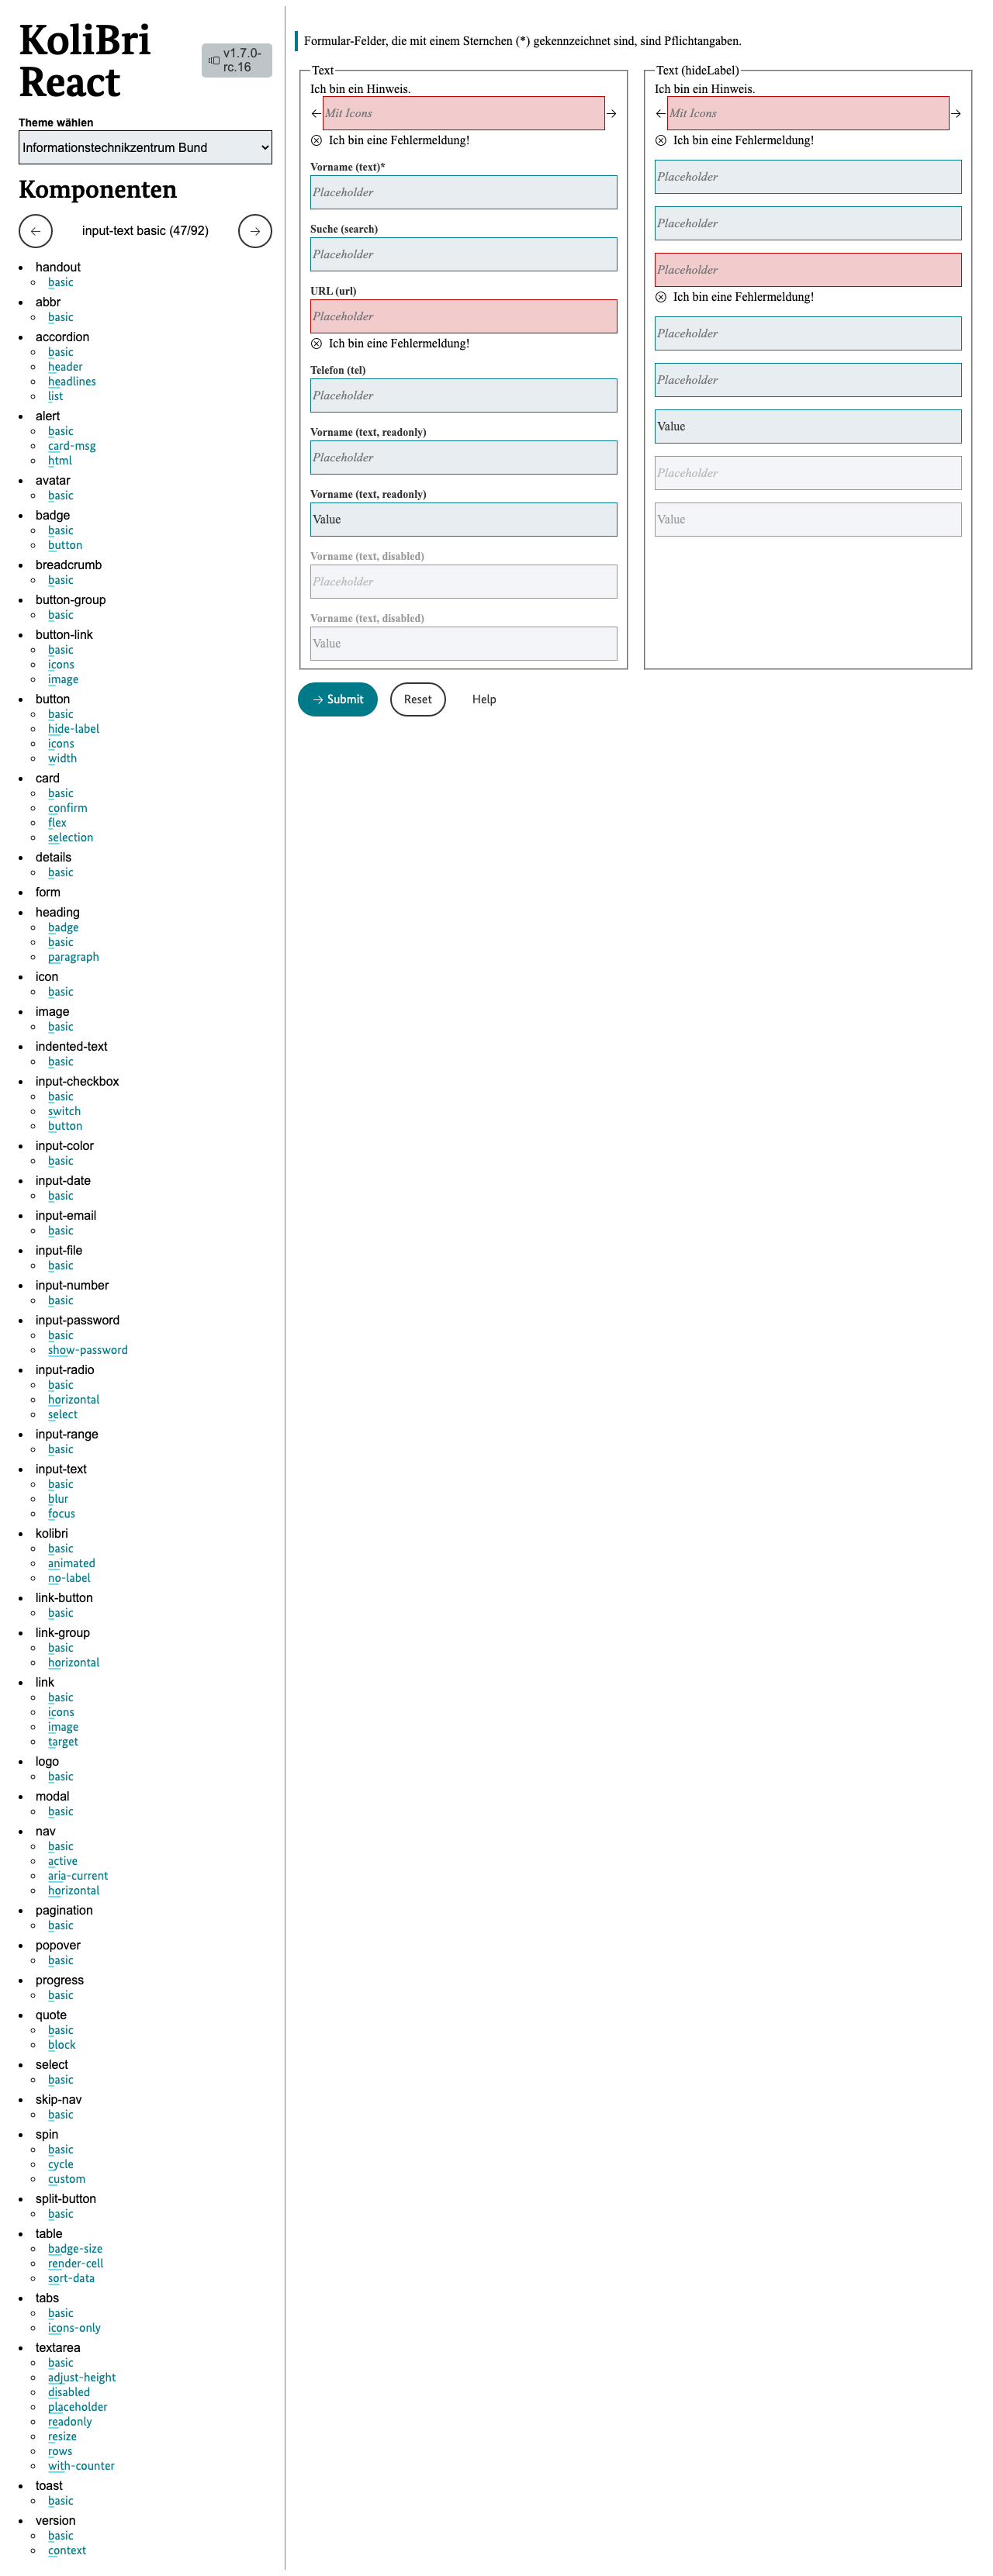 KoliBri
React
v1.7.0-
rc.16
Theme wählen
Informationstechnikzentrum Bund
Komponenten
input-text basic (47/92)
handout
basic
abbr
basic
accordion
basic
header
headlines
list
alert
basic
card-msg
html
avatar
basic
badge
basic
button
breadcrumb
basic
button-group
basic
button-link
basic
icons
image
button
basic
hide-label
icons
width
card
basic
confirm
flex
selection
details
basic
form
heading
badge
basic
paragraph
icon
basic
image
basic
indented-text
basic
input-checkbox
basic
switch
button
input-color
basic
input-date
basic
input-email
basic
input-file
basic
input-number
basic
input-password
basic
show-password
input-radio
basic
horizontal
select
input-range
basic
input-text
basic
blur
focus
kolibri
basic
animated
no-label
link-button
basic
link-group
basic
horizontal
link
basic
icons
image
target
logo
basic
modal
basic
nav
basic
active
aria-current
horizontal
pagination
basic
popover
basic
progress
basic
quote
basic
block
select
basic
skip-nav
basic
spin
basic
cycle
custom
split-button
basic
table
badge-size
render-cell
sort-data
tabs
basic
icons-only
textarea
basic
adjust-height
disabled
placeholder
readonly
resize
rows
with-counter
toast
basic
version
basic
context
Formular-Felder, die mit einem Sternchen (*) gekennzeichnet sind, sind Pflichtangaben.
Text
Ich bin ein Hinweis.
Mit Icons
Ich bin eine Fehlermeldung!
Vorname (text)*
Placeholder
Suche (search)
Placeholder
URL (url)
Placeholder
Ich bin eine Fehlermeldung!
Telefon (tel)
Placeholder
Vorname (text, readonly)
Placeholder
Vorname (text, readonly)
Value
Vorname (text, disabled)
Placeholder
Vorname (text, disabled)
Value
Text (hideLabel)
Ich bin ein Hinweis.
Mit Icons
Ich bin eine Fehlermeldung!
Placeholder
Placeholder
Placeholder
Ich bin eine Fehlermeldung!
Placeholder
Placeholder
Value
Placeholder
Value
Submit
Reset
Help